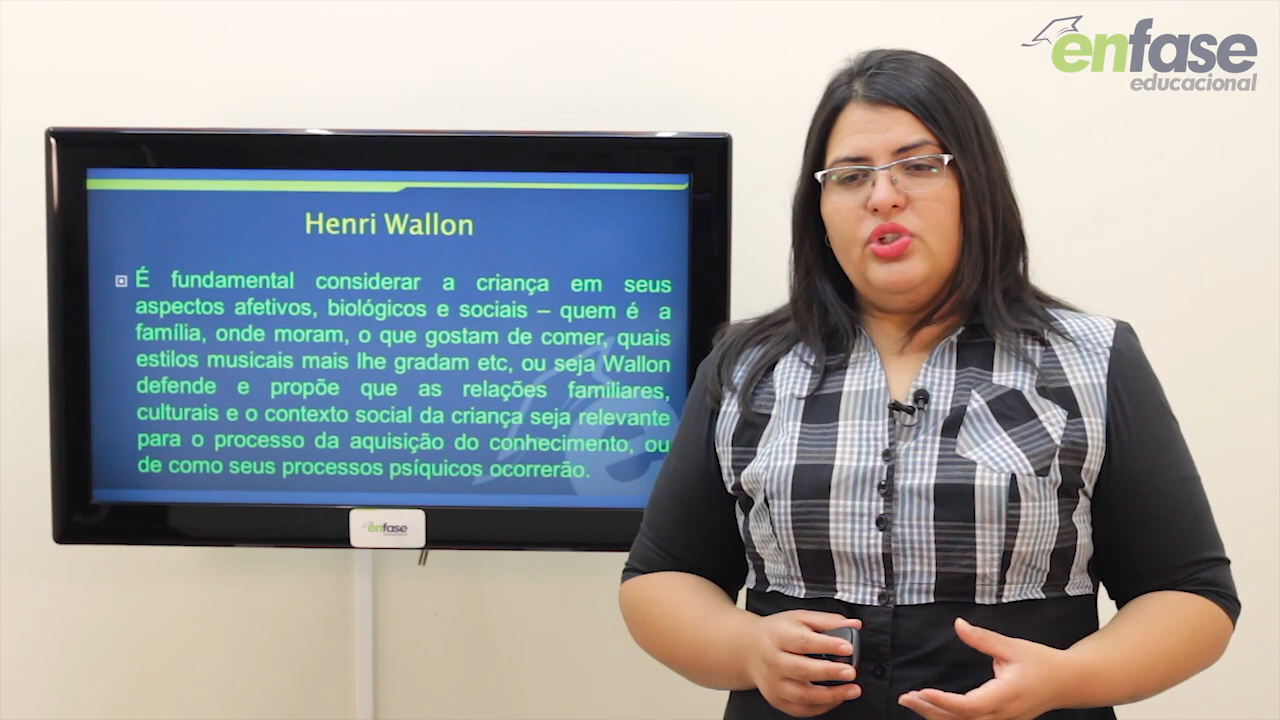 enfase
educacional
Henri Wallon
É fundamental considerar a criança em seus
aspectos afetivos, biológicos e sociais – quem é a
família, onde moram, o que gostam de comer, quais
estilos musicais mais lhe gradam etc, ou seja Wallon
defende e propõe que as relações familiares,
culturais e o contexto social da criança seja relevante
para o processo da aquisição do conhecimento, ou
de como seus processos psíquicos ocorrerão.
enfase